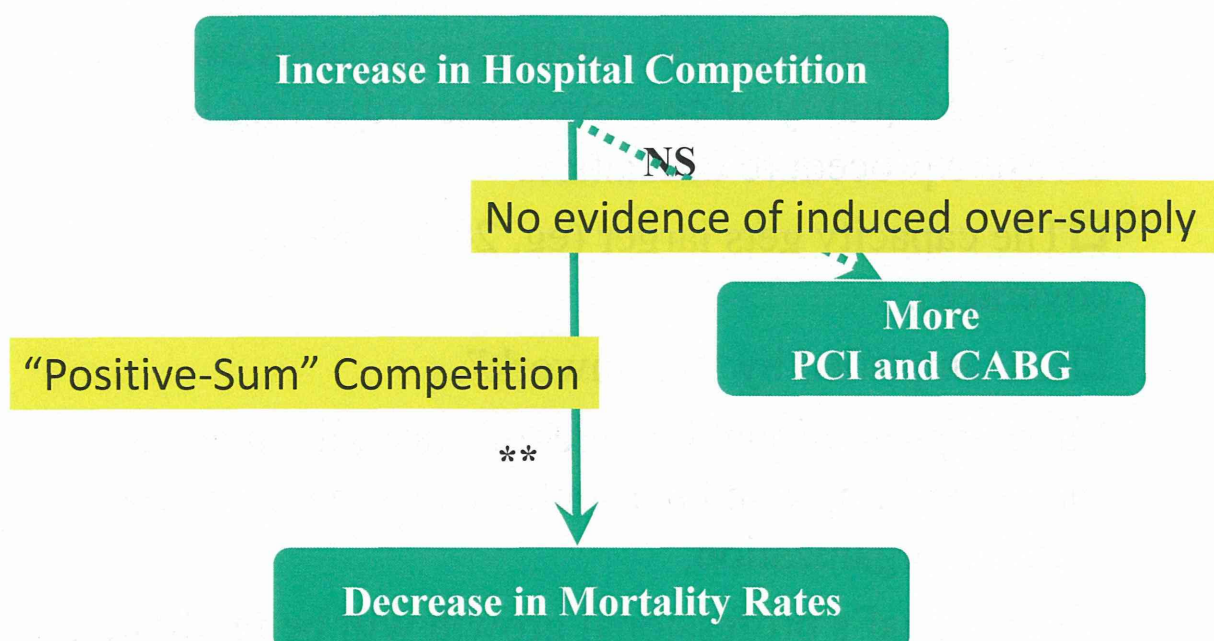 Increase in Hospital Competition
NS
No evidence of induced over-supply
More
PCI and CABG
“Positive-Sum” Competition
**
Decrease in Mortality Rates